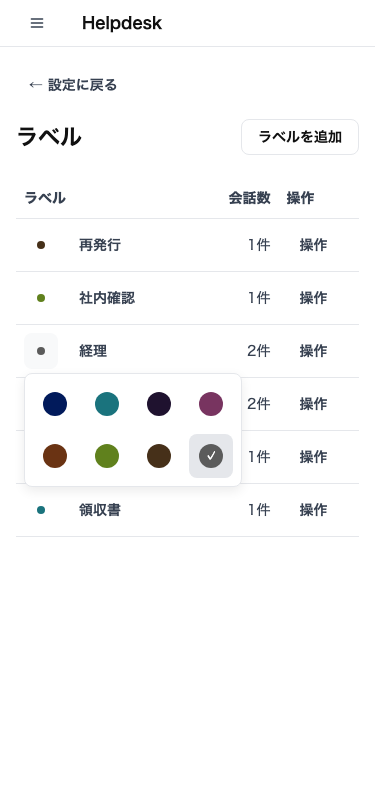 Helpdesk
← 設定に戻る
ラベル
ラベルを追加
ラベル 会話数 操作
再発行 1件 操作
社内確認 1件 操作
経理 2件 操作
2件 操作
1件 操作
領収書 1件 操作